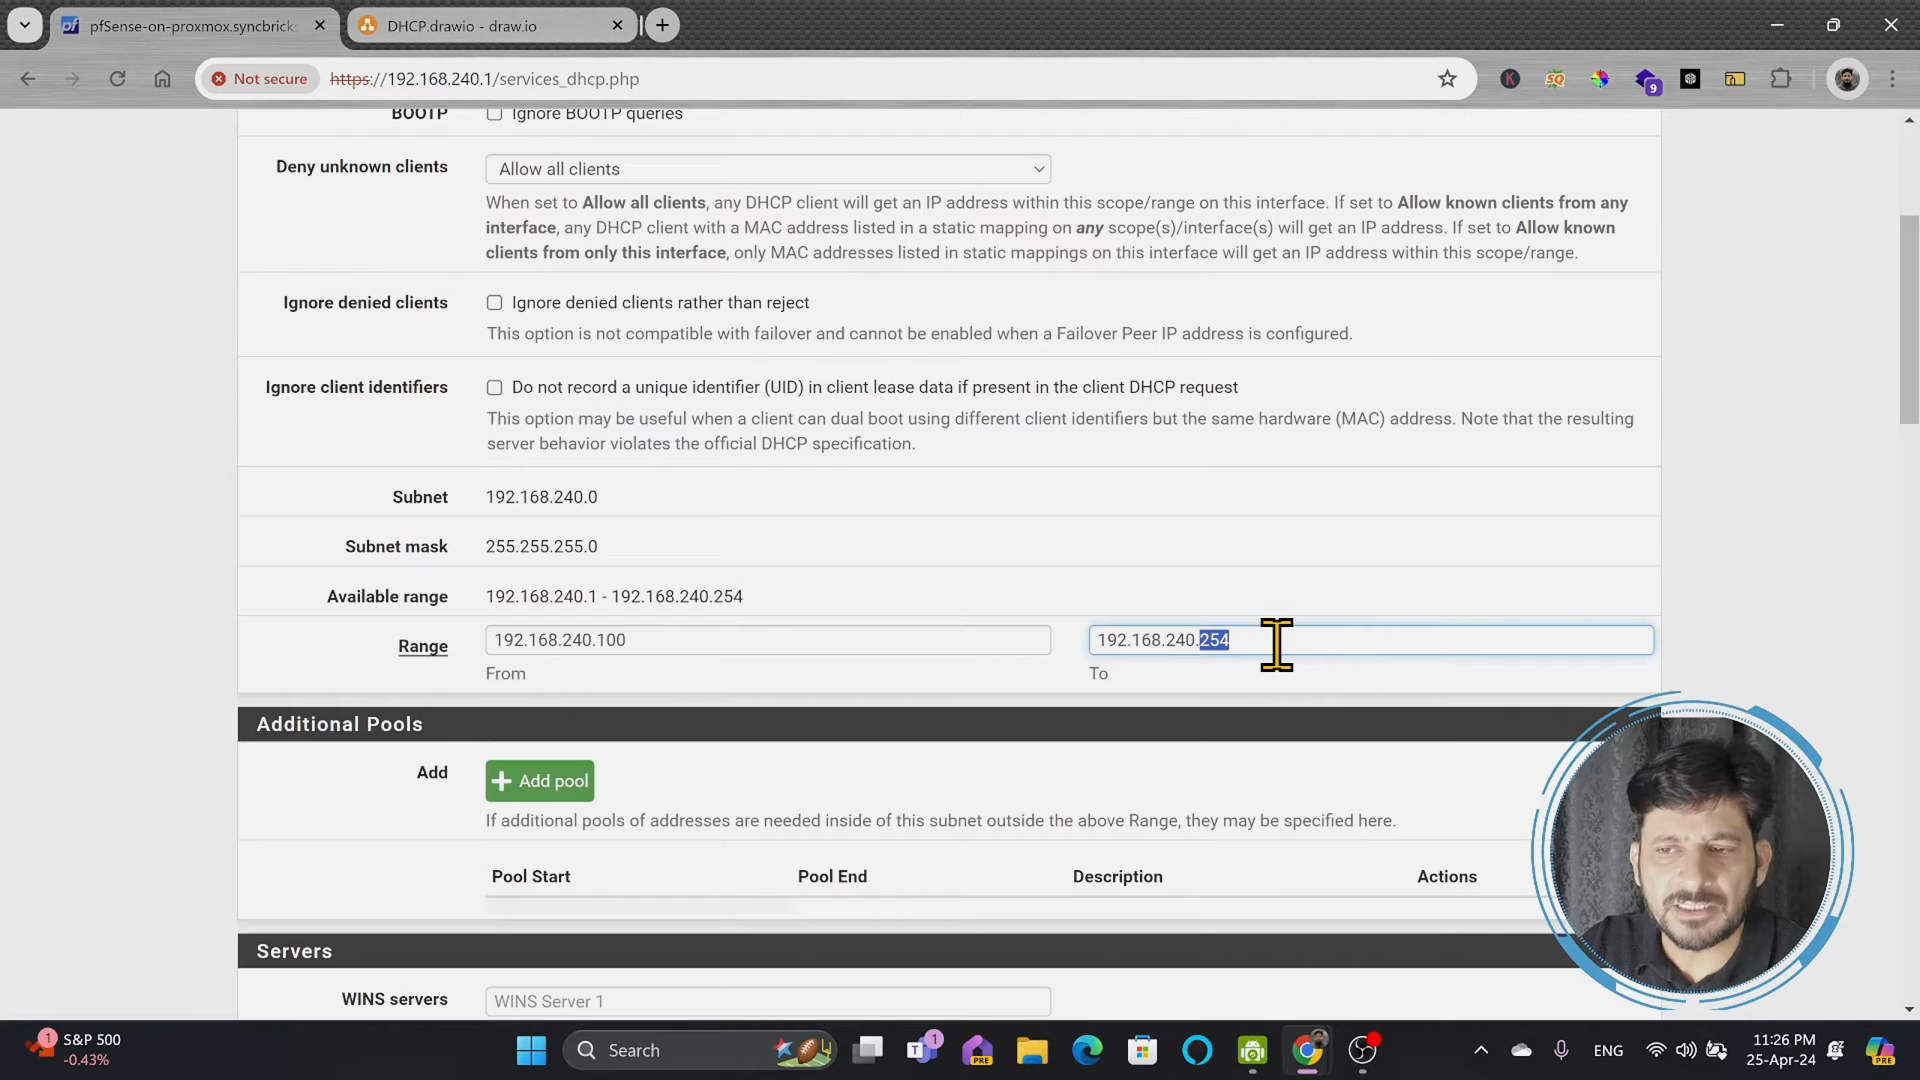 pfSense-on-proxmox.syncbricks
DHCP.drawio - draw.io
Not secure
https://192.168.240.1/services_dhcp.php
9
BOOTP
Ignore BOOTP queries
Deny unknown clients
Allow all clients
When set to Allow all clients, any DHCP client will get an IP address within this scope/range on this interface. If set to Allow known clients from any
interface, any DHCP client with a MAC address listed in a static mapping on any scope(s)/interface(s) will get an IP address. If set to Allow known
clients from only this interface, only MAC addresses listed in static mappings on this interface will get an IP address within this scope/range.
Ignore denied clients
Ignore denied clients rather than reject
This option is not compatible with failover and cannot be enabled when a Failover Peer IP address is configured.
Ignore client identifiers
Do not record a unique identifier (UID) in client lease data if present in the client DHCP request
This option may be useful when a client can dual boot using different client identifiers but the same hardware (MAC) address. Note that the resulting
server behavior violates the official DHCP specification.
Subnet
192.168.240.0
Subnet mask
255.255.255.0
Available range
192.168.240.1 - 192.168.240.254
Range
192.168.240.100
192.168.240.254
From
To
Additional Pools
Add
Add pool
If additional pools of addresses are needed inside of this subnet outside the above Range, they may be specified here.
Pool Start
Pool End
Description
Actions
Servers
WINS servers
WINS Server 1
1
S&P 500
-0.43%
Search
1
PRE
ENG
11:26 PM
25-Apr-24
PRE